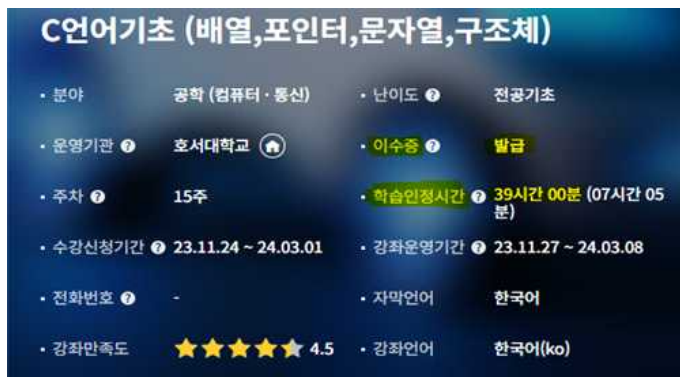 C언어기초 (배열,포인터,문자열,구조체)
· 분야 공학 (컴퓨터 · 통신) · 난이도 ? 전공기초
· 운영기관 ? 호서대학교 · 이수증 ? 발급
· 주차 ? 15주 · 학습인정시간 ? 39시간 00분 (07시간 05분)
· 수강신청기간 ? 23.11.24 ~ 24.03.01 · 강좌운영기간 ? 23.11.27 ~ 24.03.08
· 전화번호 ? - · 자막언어 한국어
· 강좌만족도 4.5 · 강좌언어 한국어(ko)